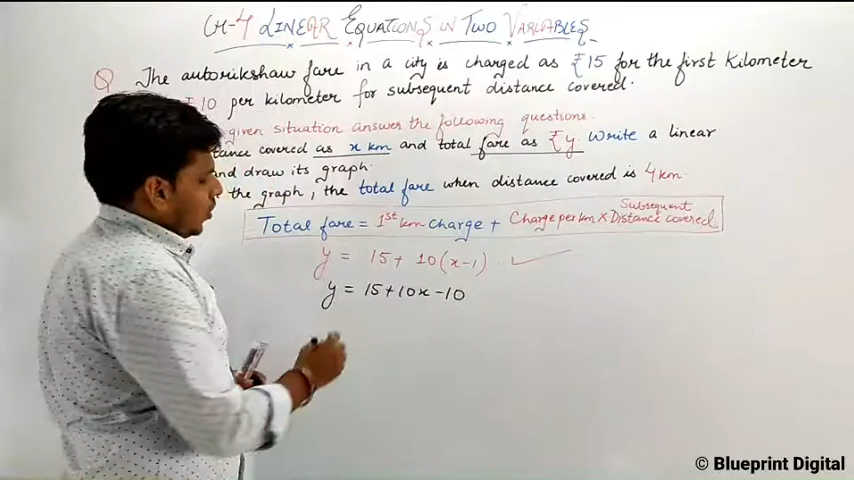 CH-4 LINEAR EQUATIONS IN TWO VARIABLES
Q The autorikshaw fare in a city is charged as ₹15 for the first kilometer
₹10 per kilometer for subsequent distance covered.
given situation answer the following questions.
tance covered as x km and total fare as ₹y write a linear
nd draw its graph.
the graph, the total fare when distance covered is 4 km
Total fare = 1st km charge + Charge per km × Subsequent Distance covered
y = 15 + 10(x-1)
y = 15+10x-10
© Blueprint Digital